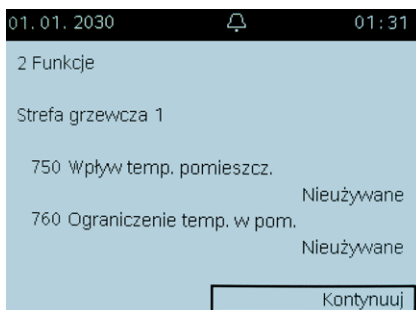 01.01.2030 01:31
2 Funkcje
Strefa grzewcza 1
750 Wpływ temp. pomieszcz.
Nieużywane
760 Ograniczenie temp. w pom.
Nieużywane
Kontynuuj